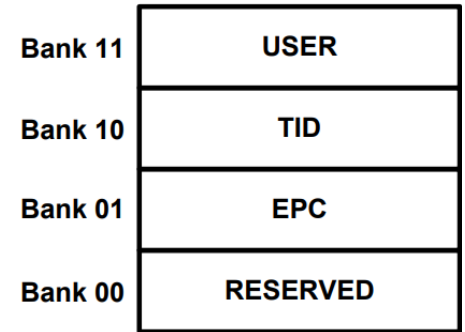 Bank 11 USER
Bank 10 TID
Bank 01 EPC
Bank 00 RESERVED